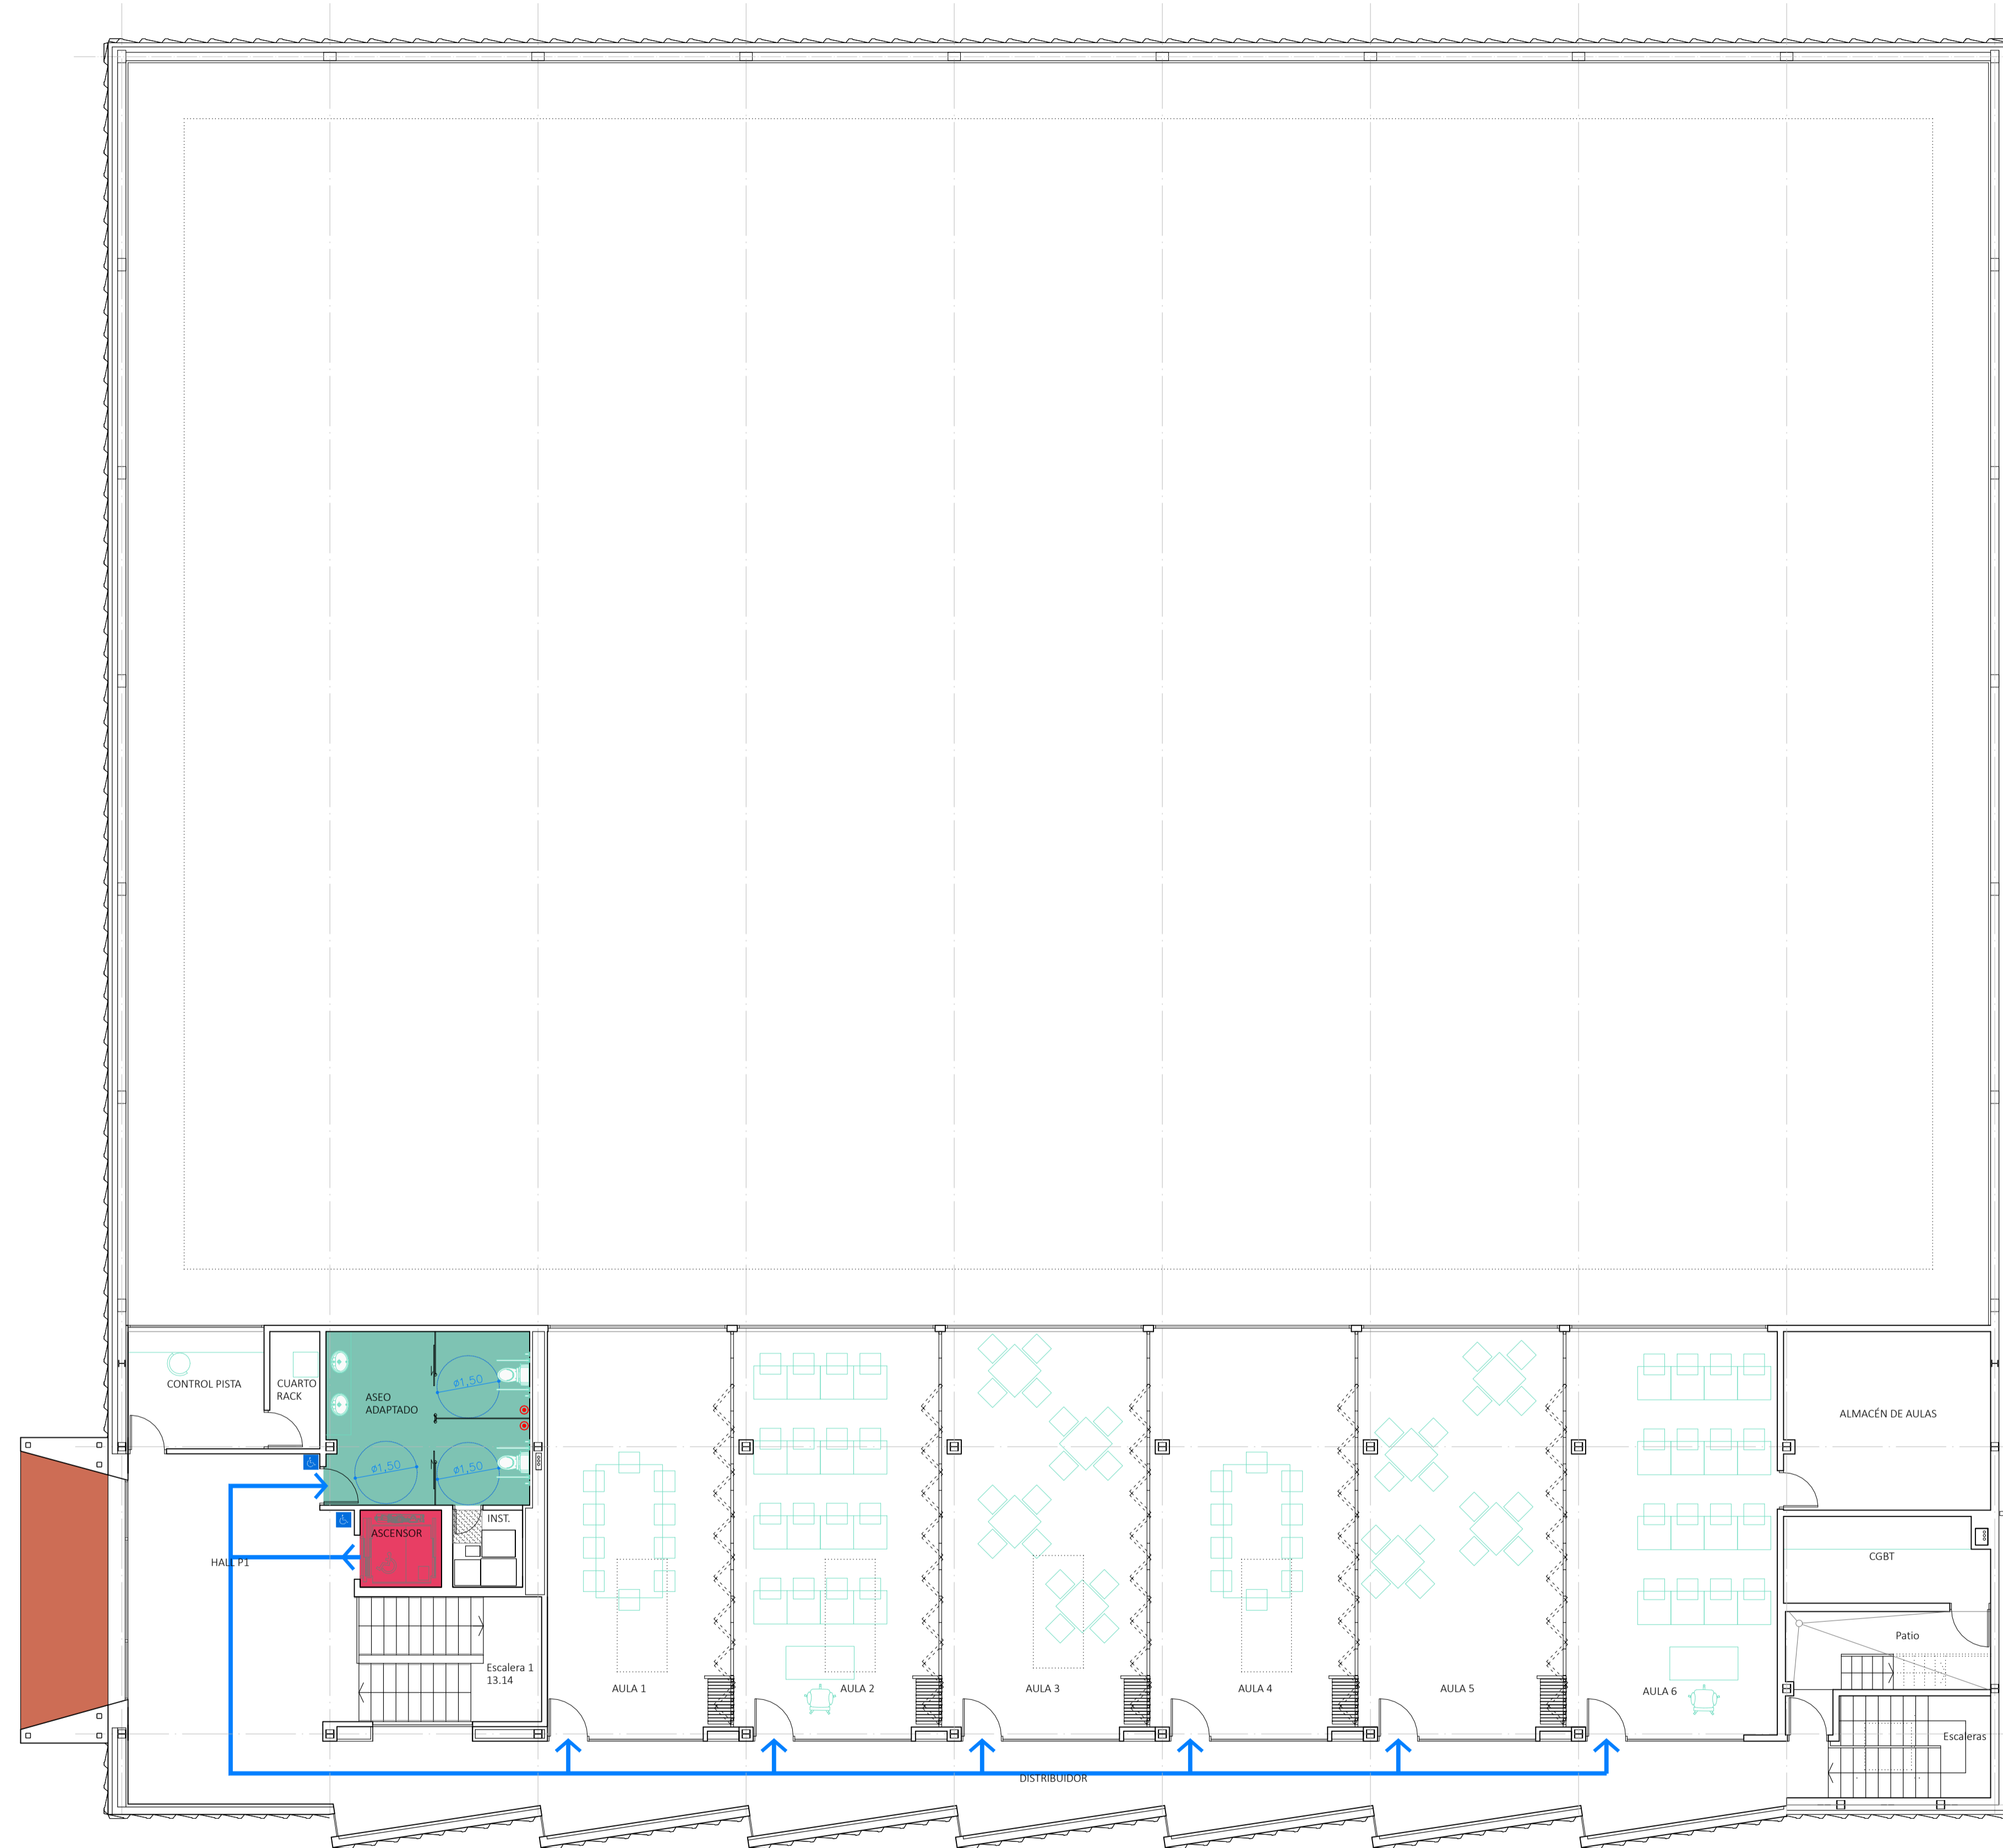 CONTROL PISTA
CUARTO
RACK
ASEO
ADAPTADO
ø1,50
ø1,50
ø1,50
ALMACÉN DE AULAS
INST.
ASCENSOR
HALL P1
CGBT
Patio
Escalera 1
13.14
AULA 1
AULA 2
AULA 3
AULA 4
AULA 5
AULA 6
Escaleras
DISTRIBUIDOR